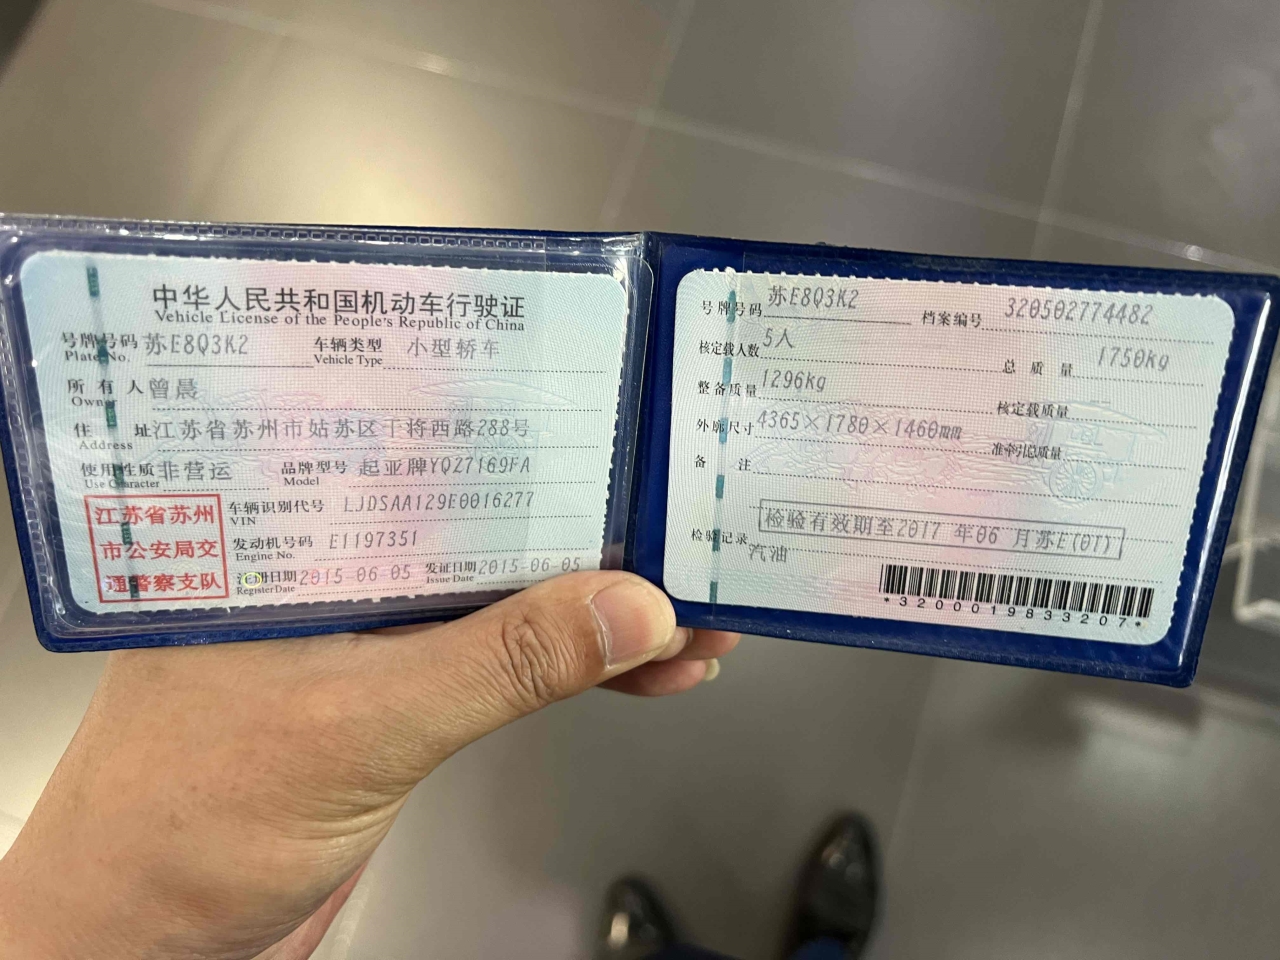 中华人民共和国机动车行驶证
Vehicle License of the People's Republic of China
号牌号码 苏E8Q3K2 车辆类型 小型轿车
Plate No. Vehicle Type
所有人 曾晨
Owner
住址 江苏省苏州市姑苏区干将西路288号
Address
使用性质 非营运 品牌型号 起亚牌YQZ7169FA
Use Character Model
江苏省苏州
市公安局交
通警察支队
车辆识别代号 LJDSAA129E0016277
VIN
发动机号码 E1197351
Engine No.
注册日期 2015-06-05 发证日期 2015-06-05
Register Date Issue Date
号牌号码 苏E8Q3K2 档案编号 320502774482
核定载人数 5人 总质量 1750kg
整备质量 1296kg 核定载质量
外廓尺寸 4365×1780×1460mm 准牵引总质量
备注
检验有效期至2017 年06 月苏E(0T)
检验记录
汽油
*3200019833207*